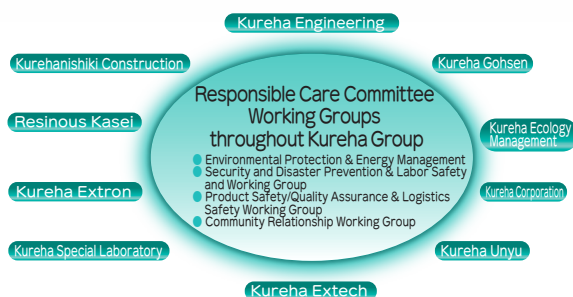 Kureha Engineering
Kurehanishiki Construction
Kureha Gohsen
Responsible Care Committee
Working Groups
throughout Kureha Group
Resinous Kasei
Kureha Ecology
Management
● Environmental Protection & Energy Management
● Security and Disaster Prevention & Labor Safety
and Working Group
● Product Safety/Quality Assurance & Logistics
Safety Working Group
● Community Relationship Working Group
Kureha Extron
Kureha Corporation
Kureha Special Laboratory
Kureha Unyu
Kureha Extech